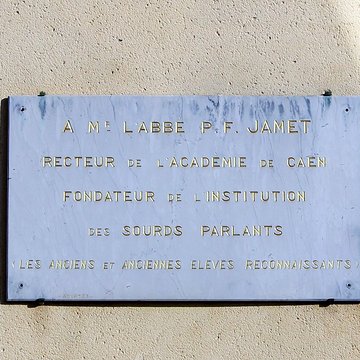 A Mr L'ABBE P. F. JAMET
RECTEUR DE L'ACADEMIE DE CAEN
FONDATEUR DE L'INSTITUTION
DES SOURDS PARLANTS
(LES ANCIENS ET ANCIENNES ELEVES RECONNAISSANTS)